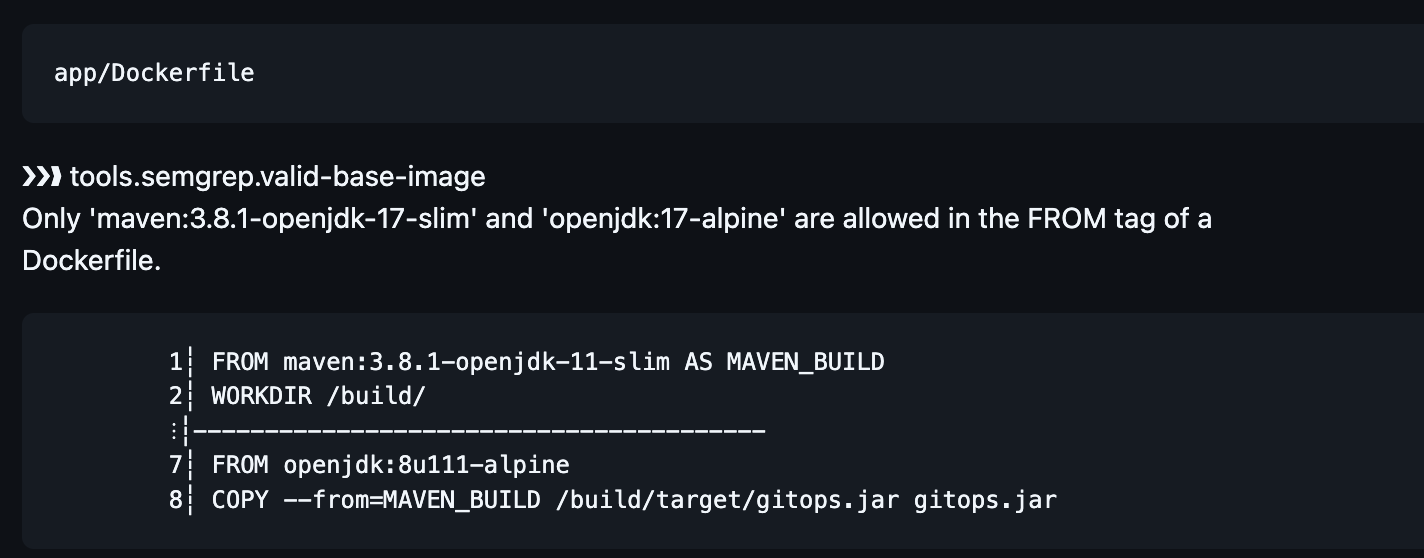 app/Dockerfile
❯❯❱ tools.semgrep.valid-base-image
Only 'maven:3.8.1-openjdk-17-slim' and 'openjdk:17-alpine' are allowed in the FROM tag of a
Dockerfile.
1┆ FROM maven:3.8.1-openjdk-11-slim AS MAVEN_BUILD
2┆ WORKDIR /build/
⋮┆----------------------------------------
7┆ FROM openjdk:8u111-alpine
8┆ COPY --from=MAVEN_BUILD /build/target/gitops.jar gitops.jar